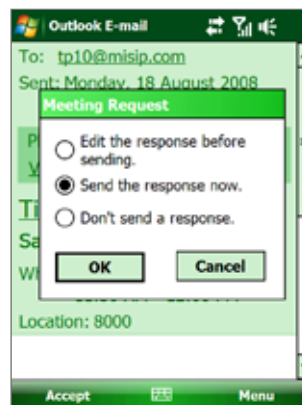 Outlook E-mail
To: tp10@misip.com
Sent: Monday, 18 August 2008
Meeting Request
Edit the response before
sending.
Send the response now.
Don't send a response.
OK
Cancel
Location: 8000
Accept
Menu